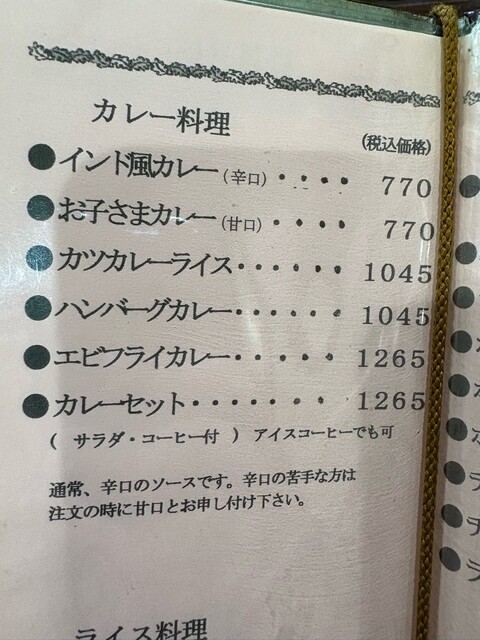 カレー料理
(税込価格)
●インド風カレー(辛口)・・・・ 770
●お子さまカレー(甘口)・・・・ 770
●カツカレーライス・・・・・・ 1045
●ハンバーグカレー・・・・・・ 1045
●エビフライカレー・・・・・・ 1265
●カレーセット・・・・・・・ 1265
( サラダ・コーヒー付 ) アイスコーヒーでも可
通常、辛口のソースです。辛口の苦手な方は
注文の時に甘口とお申し付け下さい。
ライス料理